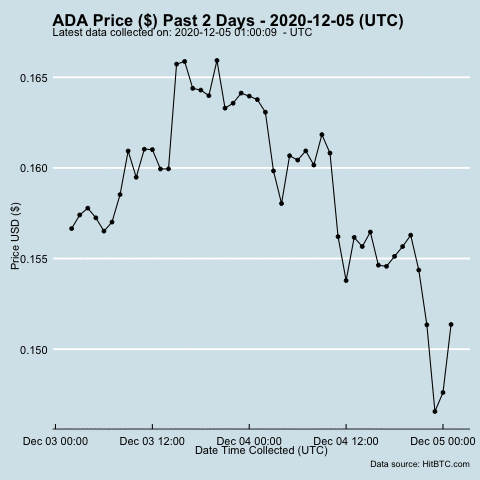 ADA Price ($) Past 2 Days - 2020-12-05 (UTC)
Latest data collected on: 2020-12-05 01:00:09  - UTC
0.165
0.160
0.155
0.150
Price USD ($)
Dec 03 00:00
Dec 03 12:00
Dec 04 00:00
Dec 04 12:00
Dec 05 00:00
Date Time Collected (UTC)
Data source: HitBTC.com